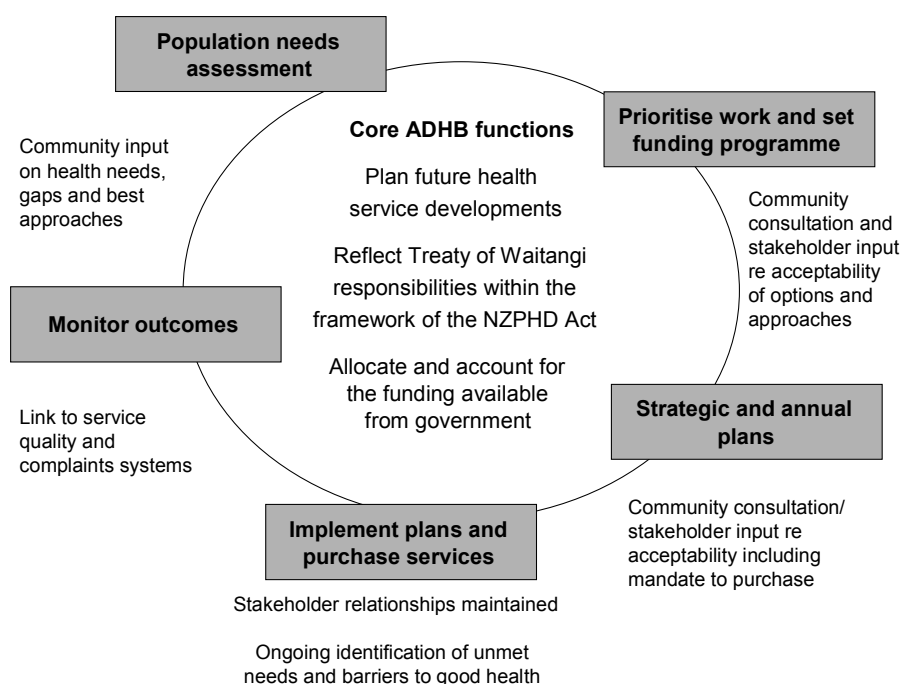 Population needs
assessment
Prioritise work and set
funding programme
Core ADHB functions
Plan future health
service developments
Reflect Treaty of Waitangi
responsibilities within the
framework of the NZPHD Act
Allocate and account for
the funding available
from government
Community input
on health needs,
gaps and best
approaches
Community
consultation and
stakeholder input
re acceptability
of options and
approaches
Monitor outcomes
Strategic and annual
plans
Link to service
quality and
complaints systems
Community consultation/
stakeholder input re
acceptability including
mandate to purchase
Implement plans and
purchase services
Stakeholder relationships maintained
Ongoing identification of unmet
needs and barriers to good health